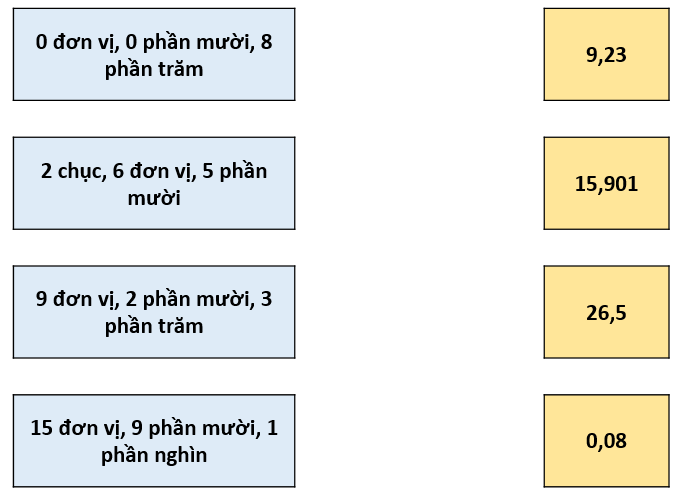 0 đơn vị, 0 phần mười, 8
phần trăm
9,23
2 chục, 6 đơn vị, 5 phần
mười
15,901
9 đơn vị, 2 phần mười, 3
phần trăm
26,5
15 đơn vị, 9 phần mười, 1
phần nghìn
0,08